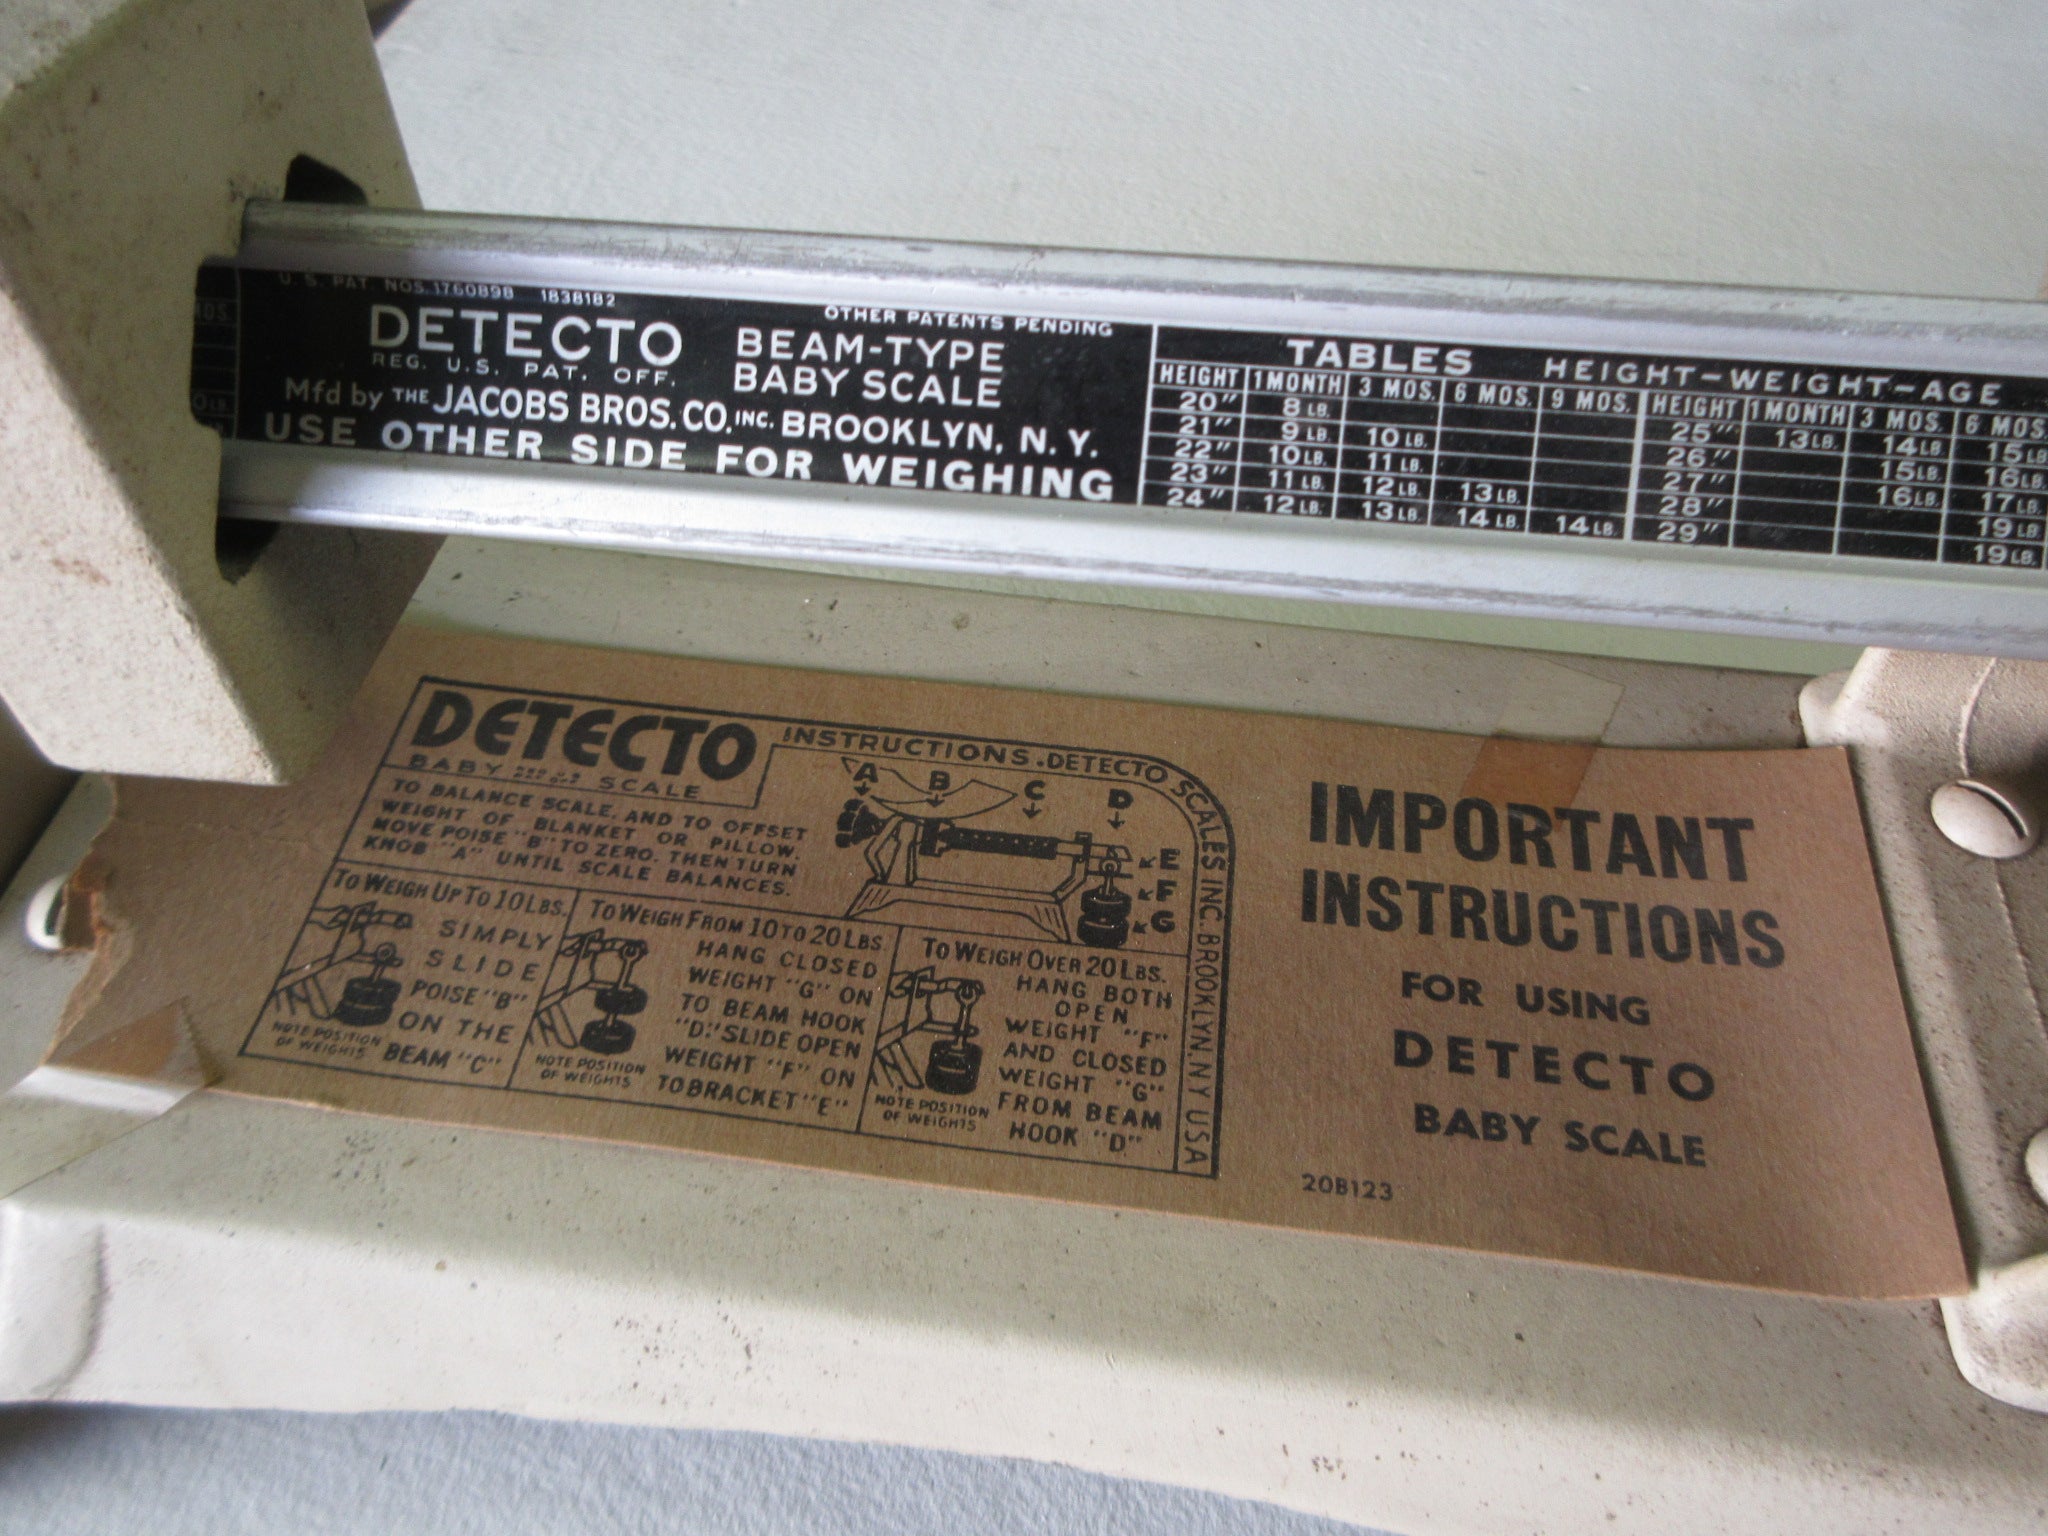 U. S. PAT. NOS. 1760898 1838182
OTHER PATENTS PENDING
DETECTO
REG. U.S. PAT. OFF.
BEAM-TYPE
BABY SCALE
Mfd by THE JACOBS BROS. CO. INC. BROOKLYN, N. Y.
USE OTHER SIDE FOR WEIGHING
TABLES HEIGHT-WEIGHT-AGE
HEIGHT 1 MONTH 3 MOS. 6 MOS. 9 MOS. HEIGHT 1 MONTH 3 MOS. 6 MOS.
20" 8 LB. 25" 13 LB. 14 LB. 15 LB
21" 9 LB. 10 LB. 26" 15 LB. 16 LB.
22" 10 LB. 11 LB. 27" 16 LB. 17 LB.
23" 11 LB. 12 LB. 13 LB. 28" 19 LB.
24" 12 LB. 13 LB. 14 LB. 14 LB. 29" 19 LB.
DETECTO
BABY SCALE
INSTRUCTIONS. DETECTO SCALES INC. BROOKLYN, NY USA
TO BALANCE SCALE, AND TO OFFSET
WEIGHT OF BLANKET OR PILLOW.
MOVE POISE "B" TO ZERO. THEN TURN
KNOB "A" UNTIL SCALE BALANCES.
A B C D
E
F
G
TO WEIGH UP TO 10 LBS.
SIMPLY
SLIDE
POISE "B"
ON THE
BEAM "C"
NOTE POSITION
OF WEIGHTS
TO WEIGH FROM 10 TO 20 LBS.
HANG CLOSED
WEIGHT "G" ON
TO BEAM HOOK
"D." SLIDE OPEN
WEIGHT "F" ON
TO BRACKET "E"
NOTE POSITION
OF WEIGHTS
TO WEIGH OVER 20 LBS.
HANG BOTH
OPEN
WEIGHT "F"
AND CLOSED
WEIGHT "G"
FROM BEAM
HOOK "D"
NOTE POSITION
OF WEIGHTS
IMPORTANT
INSTRUCTIONS
FOR USING
DETECTO
BABY SCALE
20B123